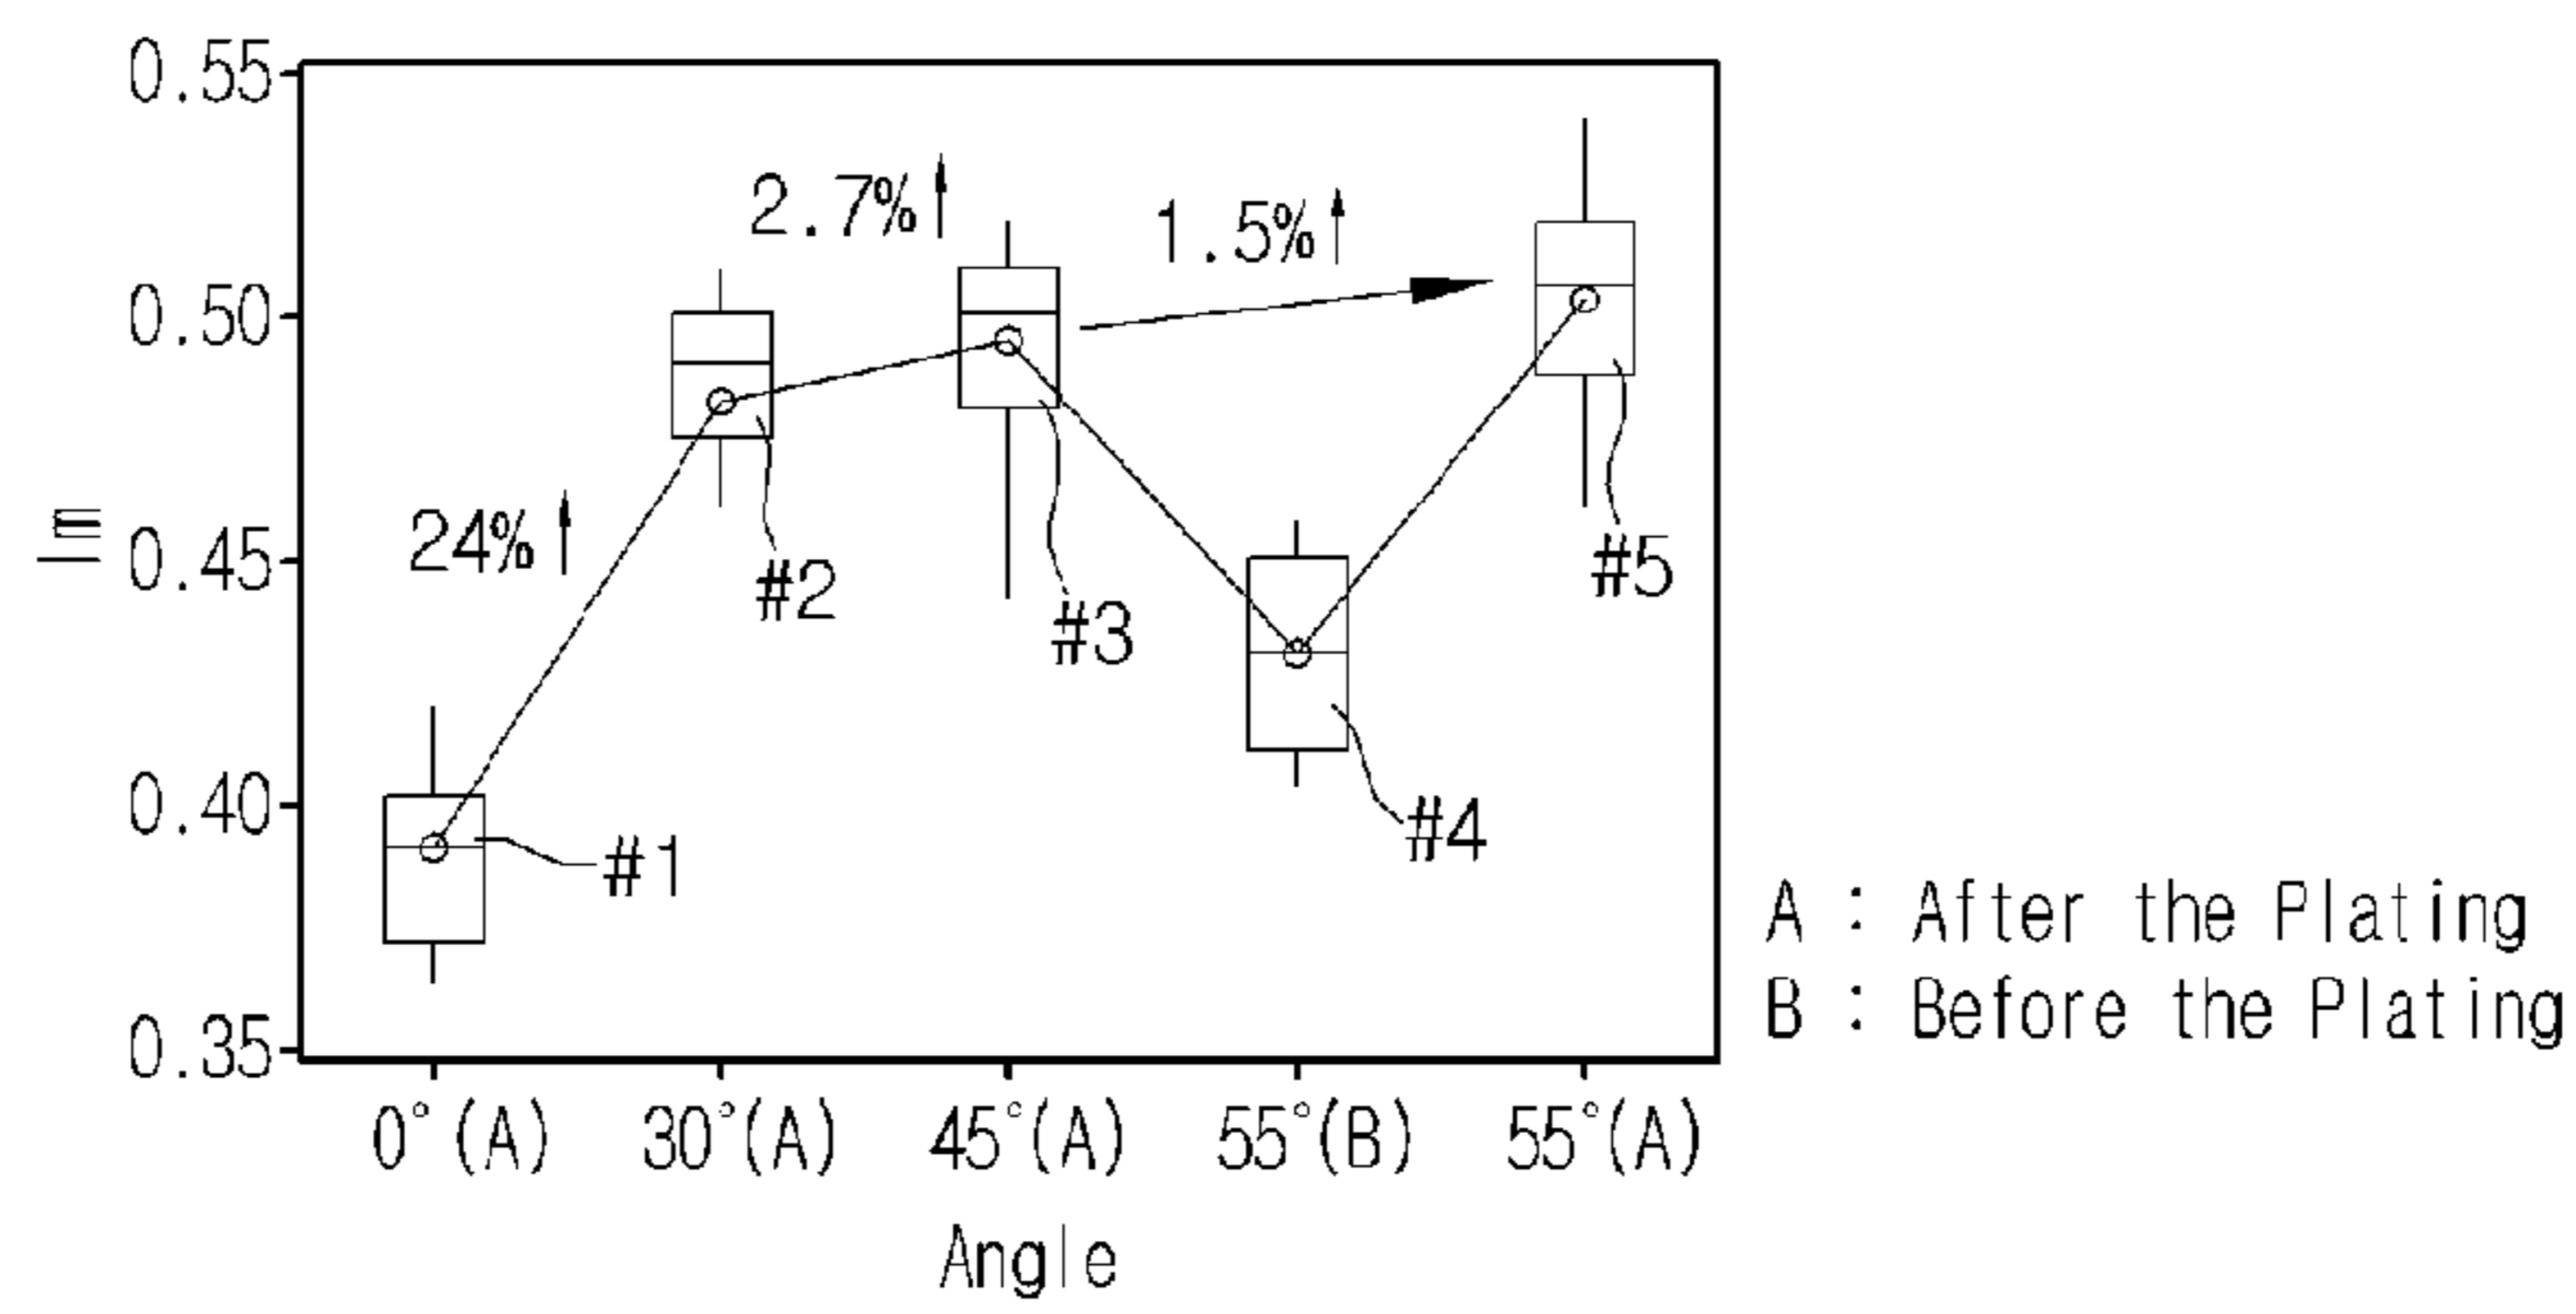 0.55
0.50
0.45
0.40
0.35
lm
24%↑
2.7%↑
1.5%↑
#1
#2
#3
#4
#5
0°(A) 30°(A) 45°(A) 55°(B) 55°(A)
Angle
A : After the Plating
B : Before the Plating